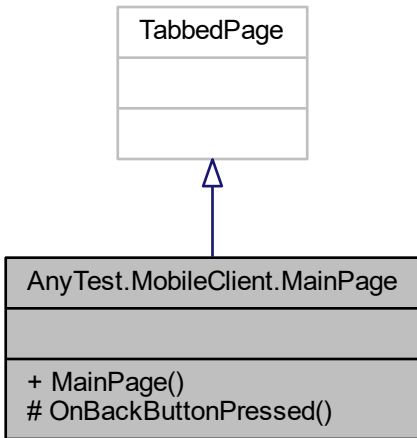 TabbedPage
AnyTest.MobileClient.MainPage
+ MainPage()
# OnBackButtonPressed()